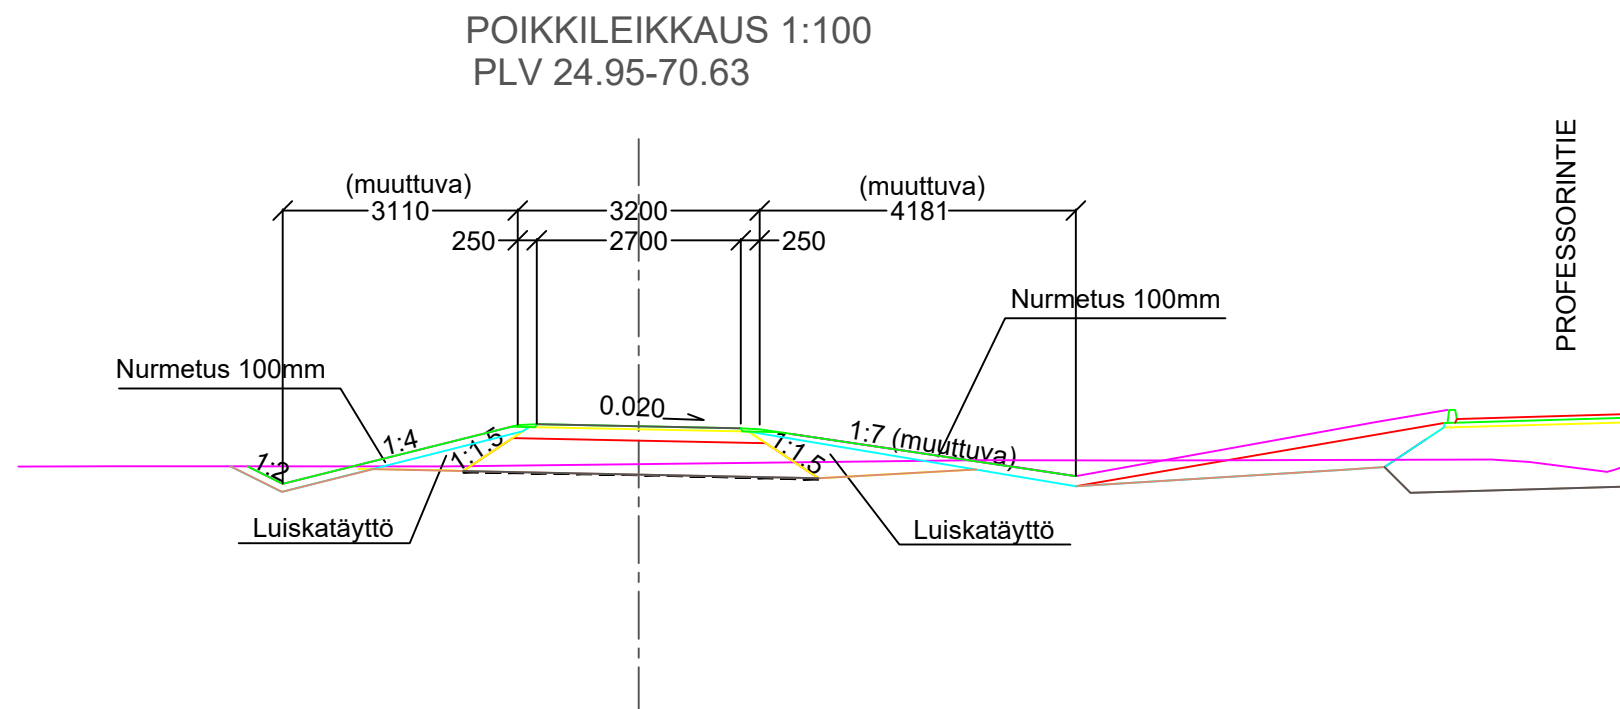 POIKKILEIKKAUS 1:100
PLV 24.95-70.63
PROFESSORINTIE
(muuttuva)
(muuttuva)
3110
3200
4181
250
2700
250
Nurmetus 100mm
Nurmetus 100mm
0.020
1:4
1:1.5
1:2
1:1.5
1:7 (muuttuva)
Luiskatäyttö
Luiskatäyttö